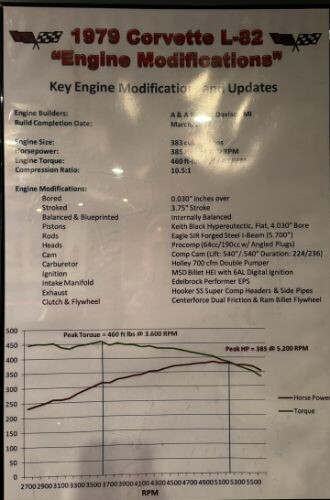 1979 Corvette L-82
"Engine Modifications"
Key Engine Modifications and Updates
Engine Builders: A & A
Build Completion Date: March
Engine Size: 383
Horsepower: 385 RPM
Engine Torque: 460 ft-lbs
Compression Ratio: 10.5:1
Engine Modifications:
Bored 0.030" inches over
Stroked 3.75" Stroke
Balanced & Blueprinted Internally Balanced
Pistons Keith Black Hypereutectic, Flat, 4.030" Bore
Rods Eagle SIR Forged Steel I-Beam (5.700")
Heads Procomp (64cc/190cc w/ Angled Plugs)
Cam Comp Cam (Lift: 540"/.540" Duration: 224/236)
Carburetor Holley 700 cfm Double Pumper
Ignition MSD Billet HEI with 6AL Digital Ignition
Intake Manifold Edelbrock Performer EPS
Exhaust Hooker SS Super Comp Headers & Side Pipes
Clutch & Flywheel Centerforce Dual Friction & Ram Billet Flywheel
500
Peak Torque = 460 ft lbs @ 3,600 RPM
450
Peak HP = 385 @ 5,200 RPM
400
350
300
250
200
150
100
50
0
Horse Power
Torque
2700 2900 3100 3300 3500 3700 3900 4100 4300 4500 4700 4900 5100 5300 5500
RPM